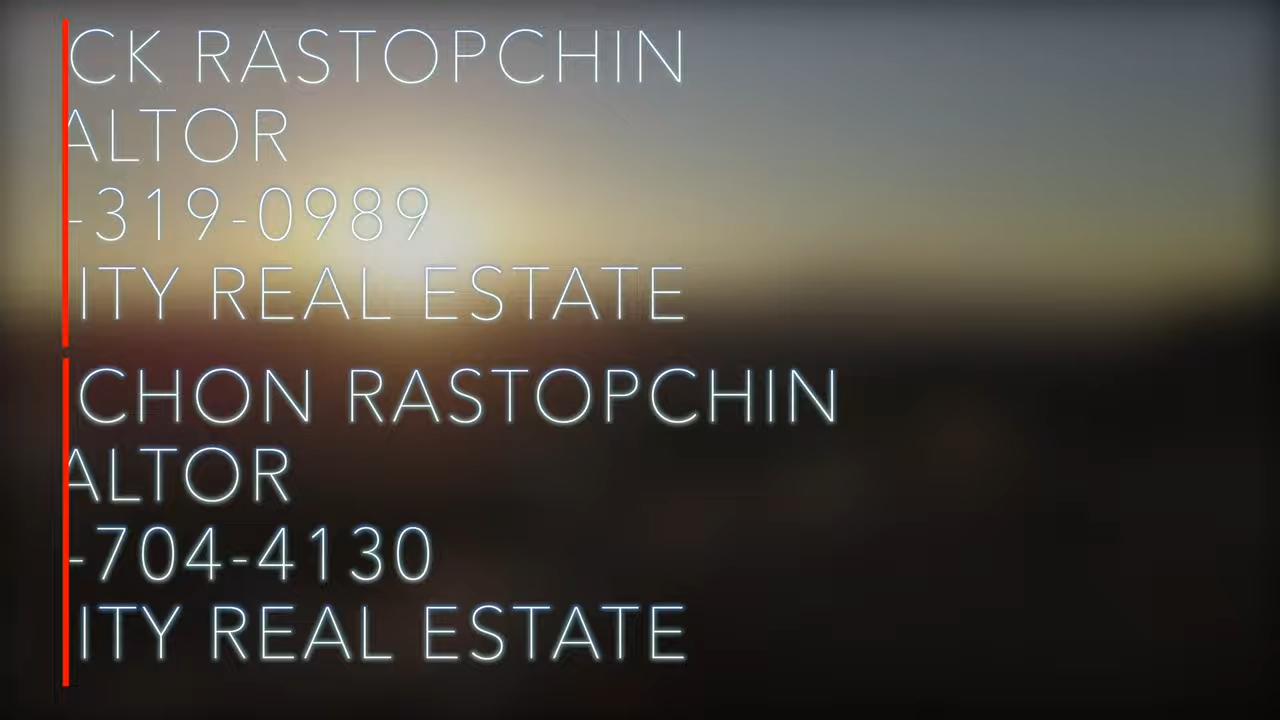 CK RASTOPCHIN
ALTOR
-319-0989
ITY REAL ESTATE
CHON RASTOPCHIN
ALTOR
-704-4130
ITY REAL ESTATE